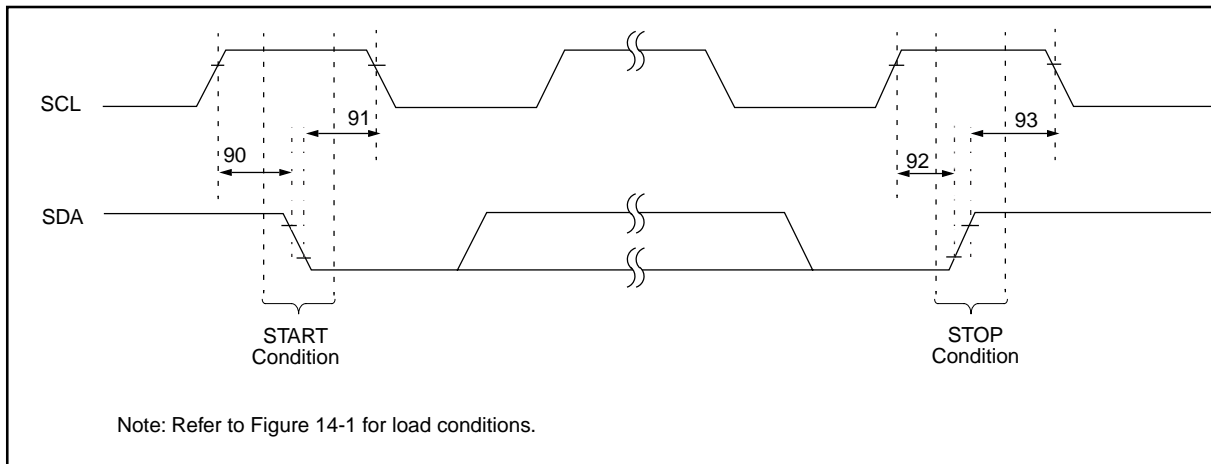 SCL
91
93
90
92
SDA
START
Condition
STOP
Condition
Note: Refer to Figure 14-1 for load conditions.